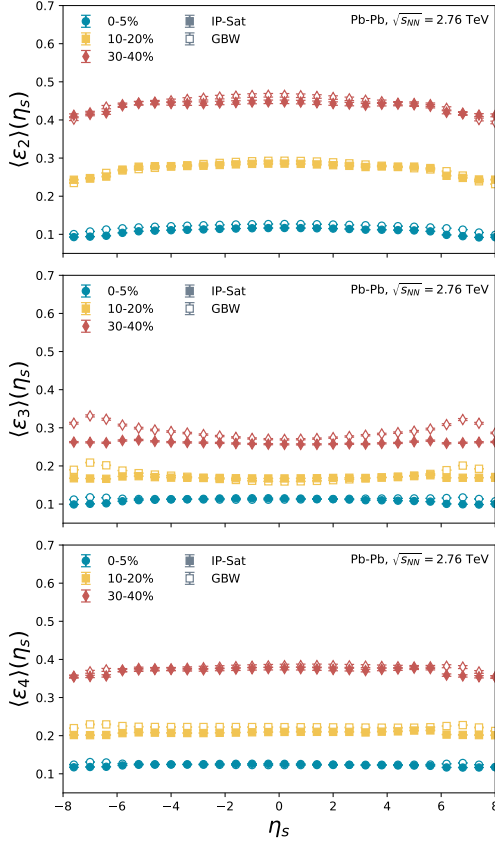 0.7
0.6
0.5
0.4
0.3
0.2
0.1
⟨ε₂⟩(ηₛ)
0-5%
10-20%
30-40%
IP-Sat
GBW
Pb-Pb, √sNN = 2.76 TeV
0.7
0.6
0.5
0.4
0.3
0.2
0.1
⟨ε₃⟩(ηₛ)
0-5%
10-20%
30-40%
IP-Sat
GBW
Pb-Pb, √sNN = 2.76 TeV
0.7
0.6
0.5
0.4
0.3
0.2
0.1
⟨ε₄⟩(ηₛ)
0-5%
10-20%
30-40%
IP-Sat
GBW
Pb-Pb, √sNN = 2.76 TeV
−8 −6 −4 −2 0 2 4 6 8
ηₛ